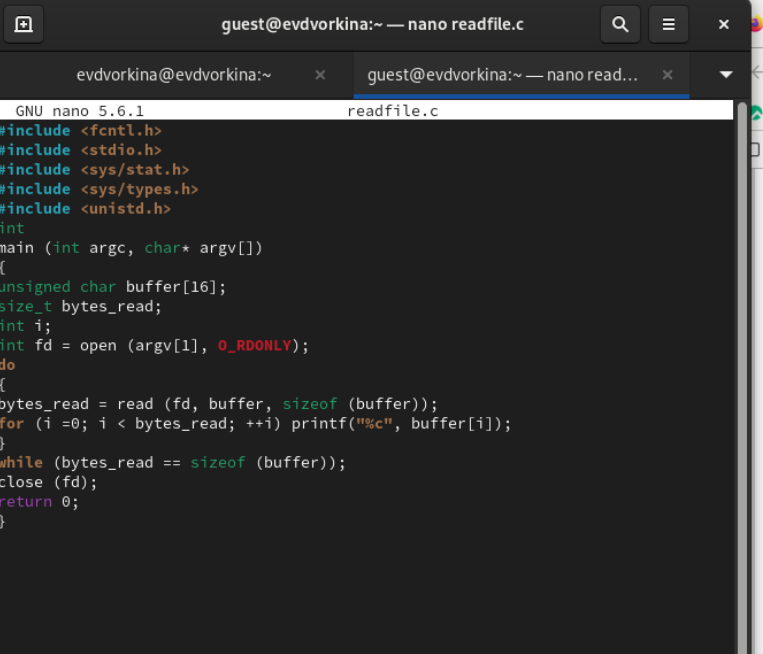 guest@evdvorkina:~ — nano readfile.c
evdvorkina@evdvorkina:~
guest@evdvorkina:~ — nano read…
GNU nano 5.6.1 readfile.c
#include <fcntl.h>
#include <stdio.h>
#include <sys/stat.h>
#include <sys/types.h>
#include <unistd.h>
int
main (int argc, char* argv[])
{
unsigned char buffer[16];
size_t bytes_read;
int i;
int fd = open (argv[1], O_RDONLY);
do
{
bytes_read = read (fd, buffer, sizeof (buffer));
for (i =0; i < bytes_read; ++i) printf("%c", buffer[i]);
}
while (bytes_read == sizeof (buffer));
close (fd);
return 0;
}